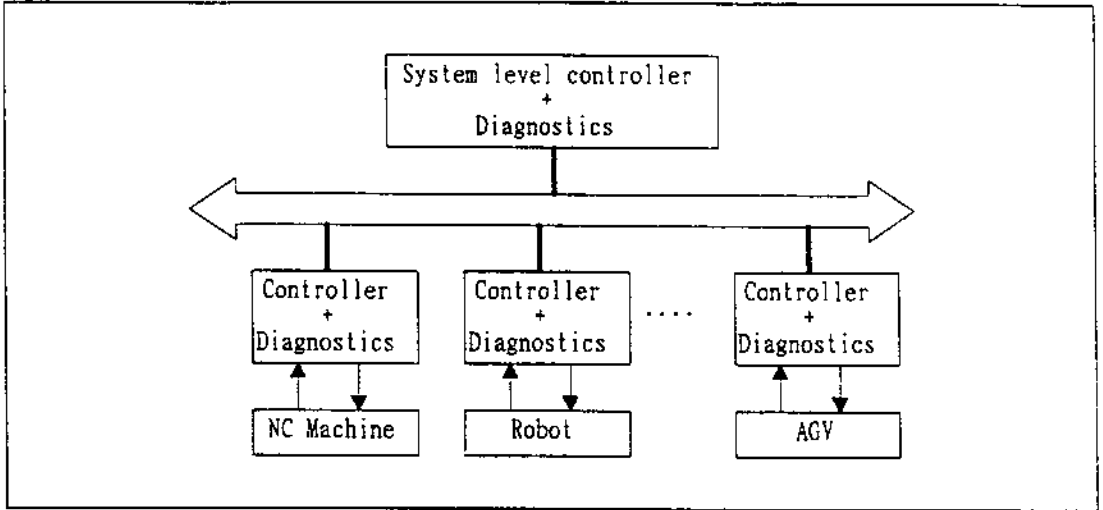 System level controller
+
Diagnostics
Controller
+
Diagnostics
Controller
+
Diagnostics
....
Controller
+
Diagnostics
NC Machine
Robot
AGV